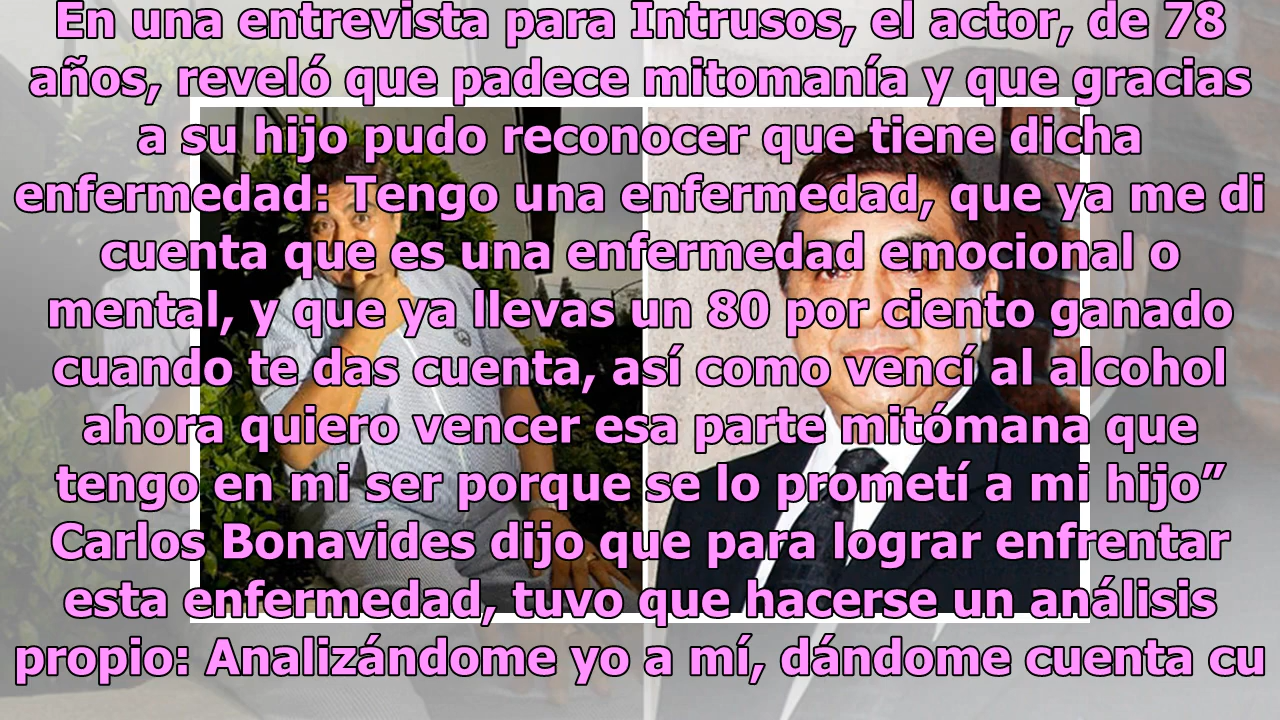 En una entrevista para Intrusos, el actor, de 78
años, reveló que padece mitomanía y que gracias
a su hijo pudo reconocer que tiene dicha
enfermedad: Tengo una enfermedad, que ya me di
cuenta que es una enfermedad emocional o
mental, y que ya llevas un 80 por ciento ganado
cuando te das cuenta, así como vencí al alcohol
ahora quiero vencer esa parte mitómana que
tengo en mi ser porque se lo prometí a mi hijo”
Carlos Bonavides dijo que para lograr enfrentar
esta enfermedad, tuvo que hacerse un análisis
propio: Analizándome yo a mí, dándome cuenta cu